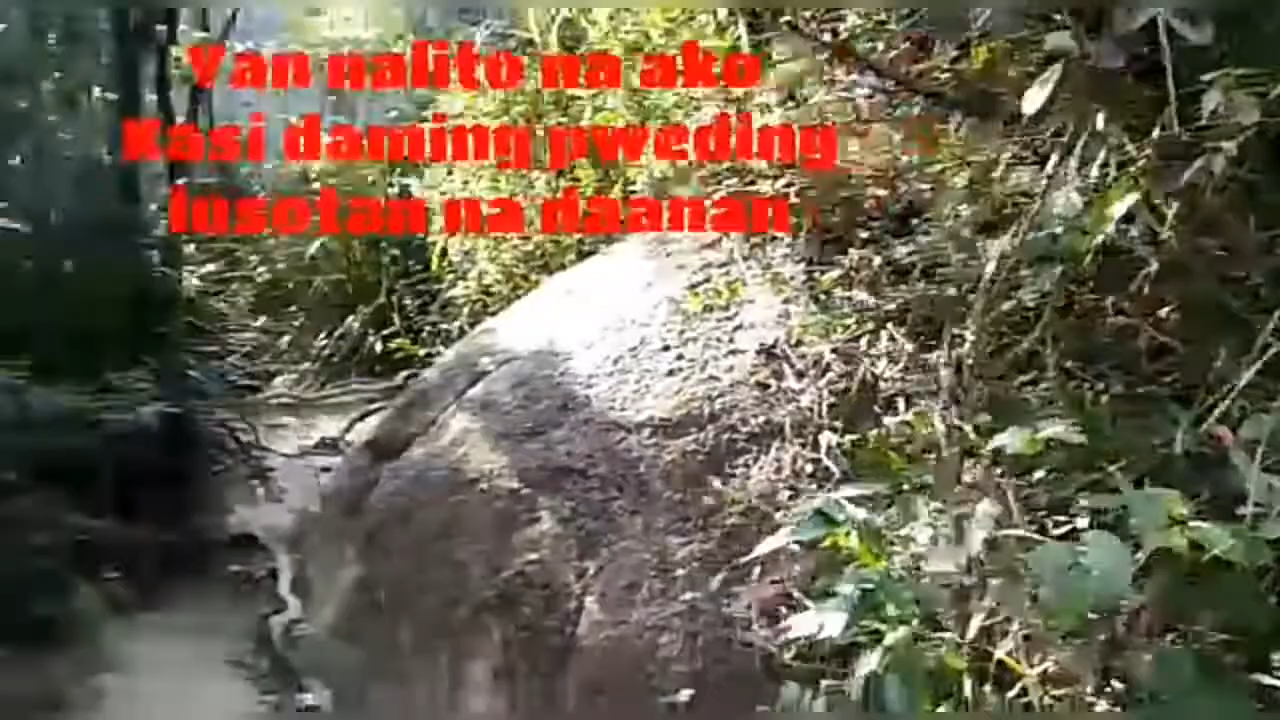 Yan nalito na ako
Kasi daming pweding
lusotan na daanan